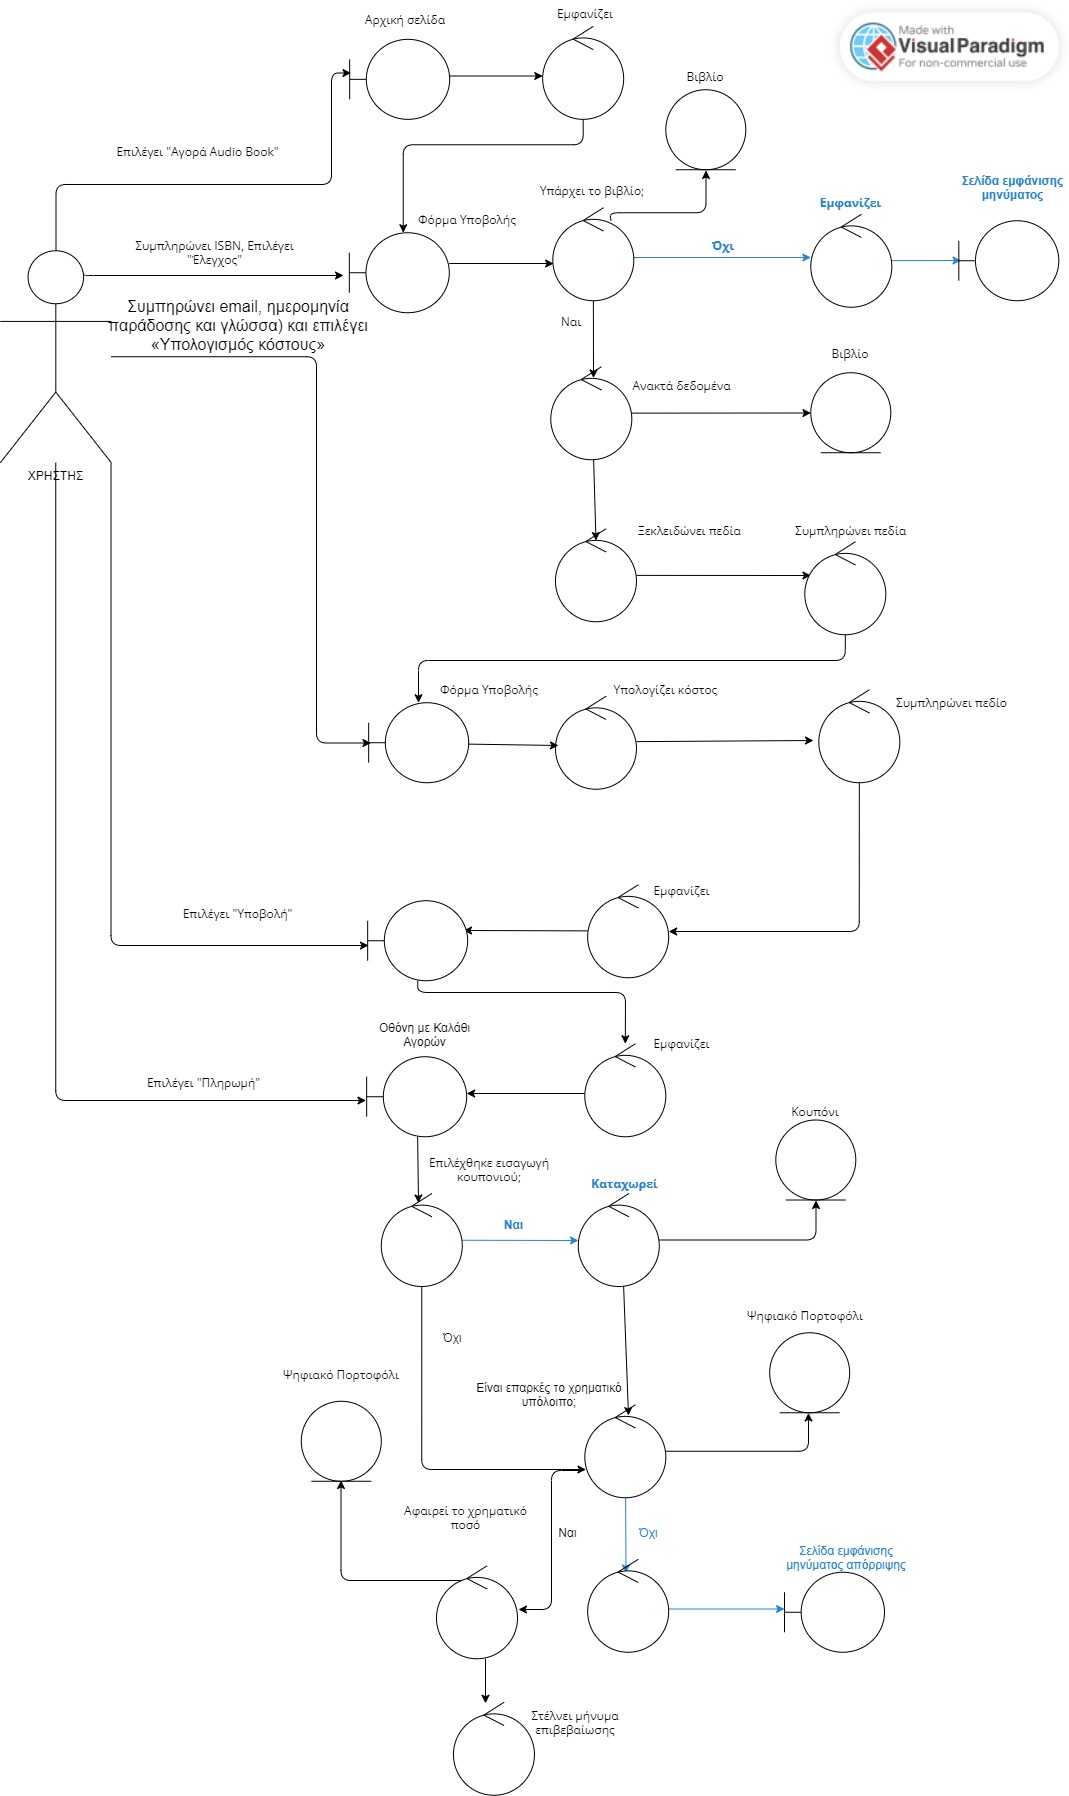 Αρχική σελίδα
Εμφανίζει
Made with
Visual Paradigm
For non-commercial use
Βιβλίο
Επιλέγει "Αγορά Audio Book"
Υπάρχει το βιβλίο;
Σελίδα εμφάνισης
μηνύματος
Εμφανίζει
Φόρμα Υποβολής
Συμπληρώνει ISBN, Επιλέγει
"Έλεγχος"
Όχι
Συμπηρώνει email, ημερομηνία
παράδοσης και γλώσσα) και επιλέγει
«Υπολογισμός κόστους»
Ναι
Βιβλίο
Ανακτά δεδομένα
ΧΡΗΣΤΗΣ
Ξεκλειδώνει πεδία
Συμπληρώνει πεδία
Φόρμα Υποβολής
Υπολογίζει κόστος
Συμπληρώνει πεδίο
Εμφανίζει
Επιλέγει "Υποβολή"
Οθόνη με Καλάθι
Αγορών
Εμφανίζει
Επιλέγει "Πληρωμή"
Κουπόνι
Επιλέχθηκε εισαγωγή
κουπονιού;
Καταχωρεί
Ναι
Ψηφιακό Πορτοφόλι
Όχι
Ψηφιακό Πορτοφόλι
Είναι επαρκές το χρηματικό
υπόλοιπο;
Αφαιρεί το χρηματικό
ποσό
Ναι
Όχι
Σελίδα εμφάνισης
μηνύματος απόρριψης
Στέλνει μήνυμα
επιβεβαίωσης